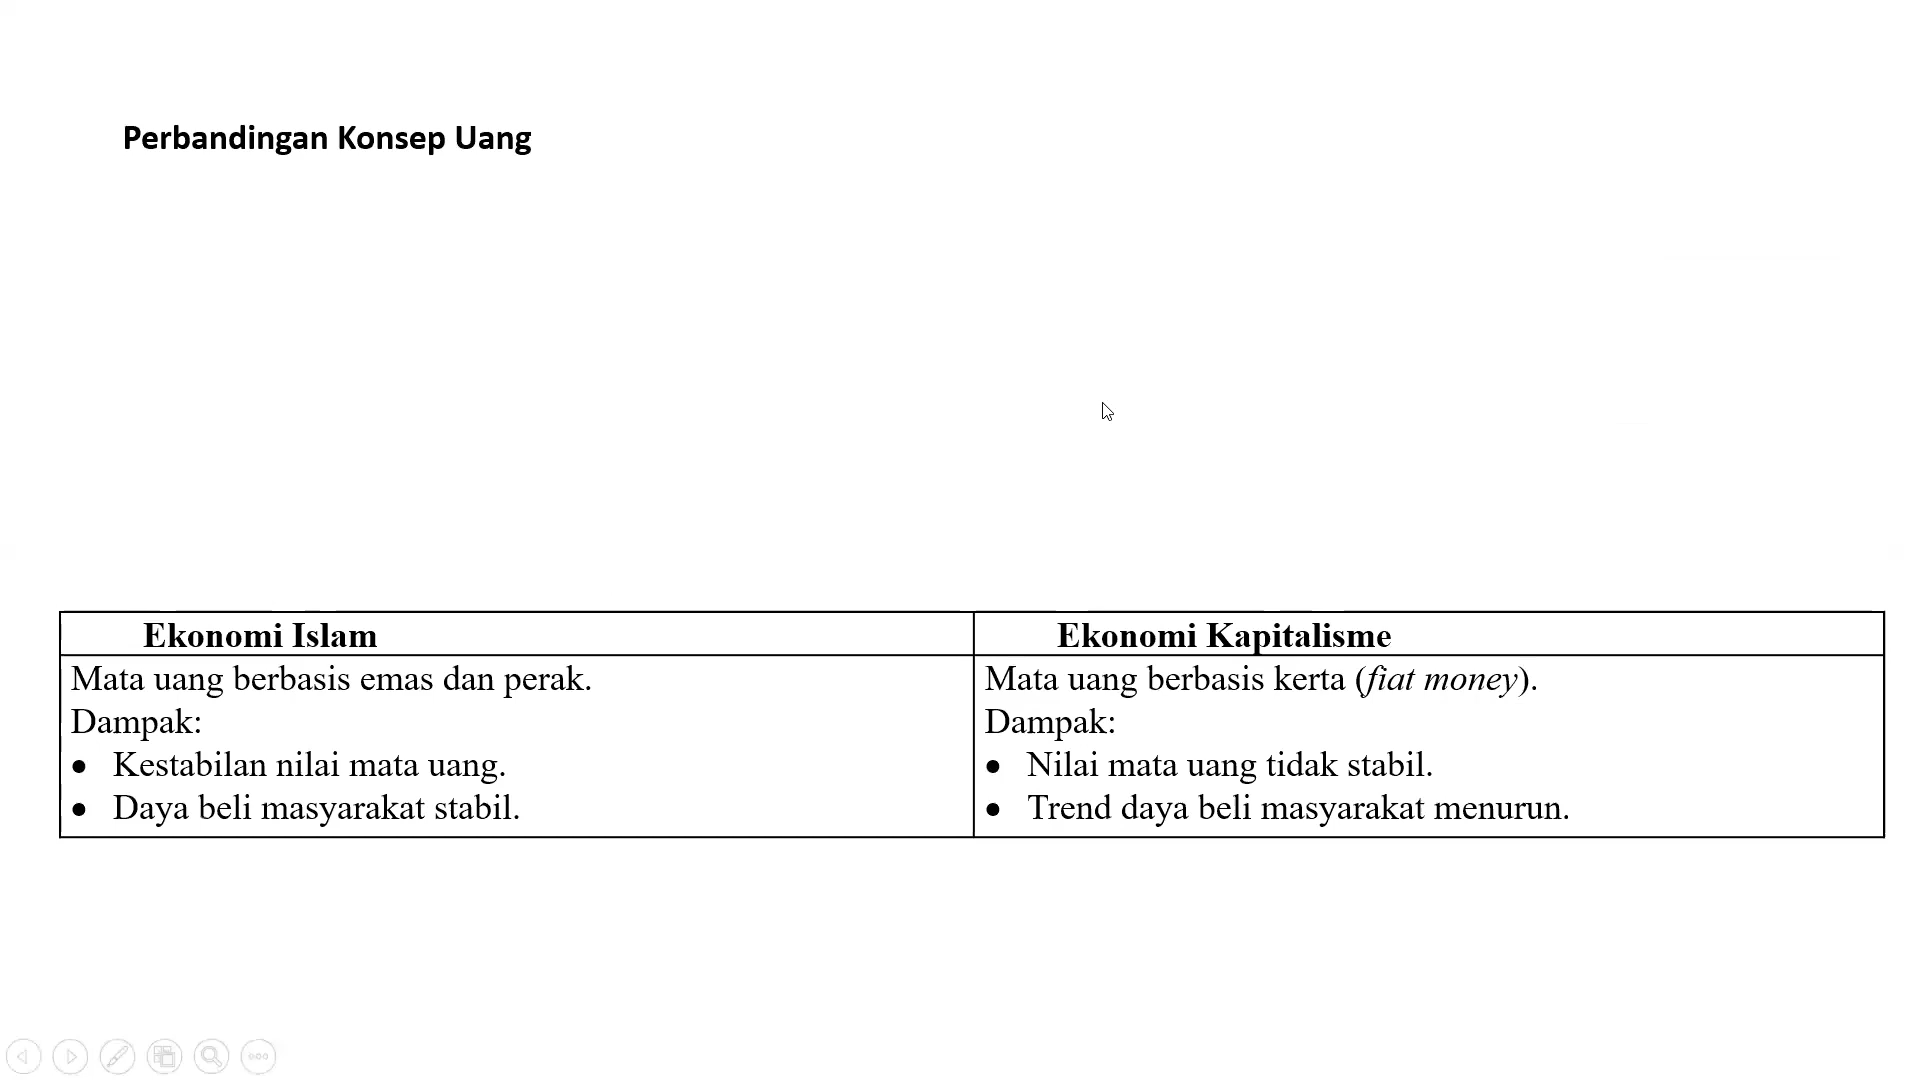 Perbandingan Konsep Uang
Ekonomi Islam
Ekonomi Kapitalisme
Mata uang berbasis emas dan perak.
Dampak:
• Kestabilan nilai mata uang.
• Daya beli masyarakat stabil.
Mata uang berbasis kerta (fiat money).
Dampak:
• Nilai mata uang tidak stabil.
• Trend daya beli masyarakat menurun.